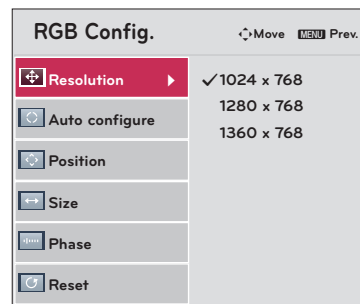 RGB Config.
Move MENU Prev.
Resolution
1024 x 768
1280 x 768
1360 x 768
Auto configure
Position
Size
Phase
Reset